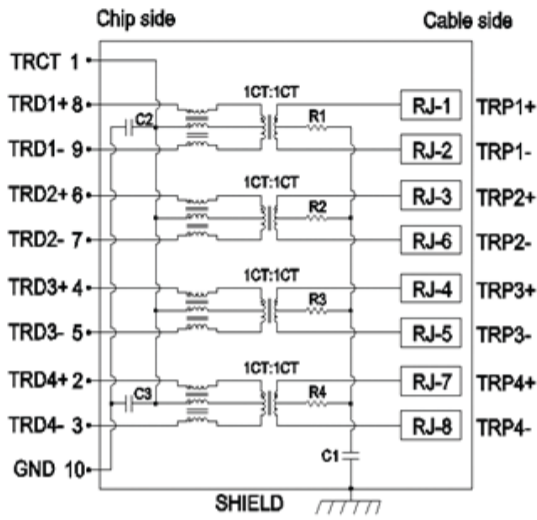 Chip side Cable side
TRCT 1
TRD1+ 8 C2 1CT:1CT R1 RJ-1 TRP1+
TRD1- 9 RJ-2 TRP1-
TRD2+ 6 1CT:1CT R2 RJ-3 TRP2+
TRD2- 7 RJ-6 TRP2-
TRD3+ 4 1CT:1CT R3 RJ-4 TRP3+
TRD3- 5 RJ-5 TRP3-
TRD4+ 2 C3 1CT:1CT R4 RJ-7 TRP4+
TRD4- 3 RJ-8 TRP4-
GND 10 C1
SHIELD